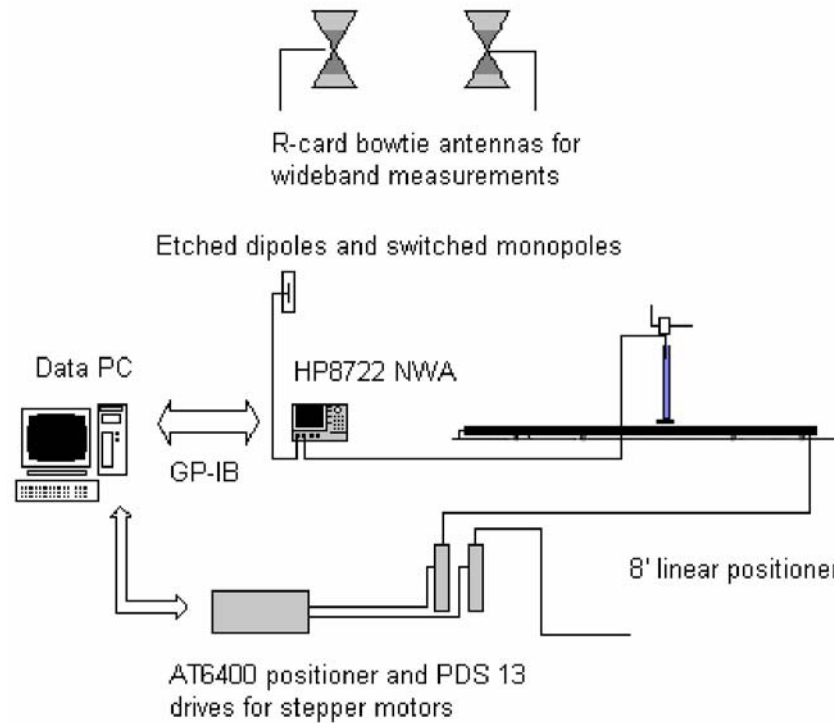 R-card bowtie antennas for
wideband measurements
Etched dipoles and switched monopoles
Data PC
HP8722 NWA
GP-IB
8' linear positioner
AT6400 positioner and PDS 13
drives for stepper motors